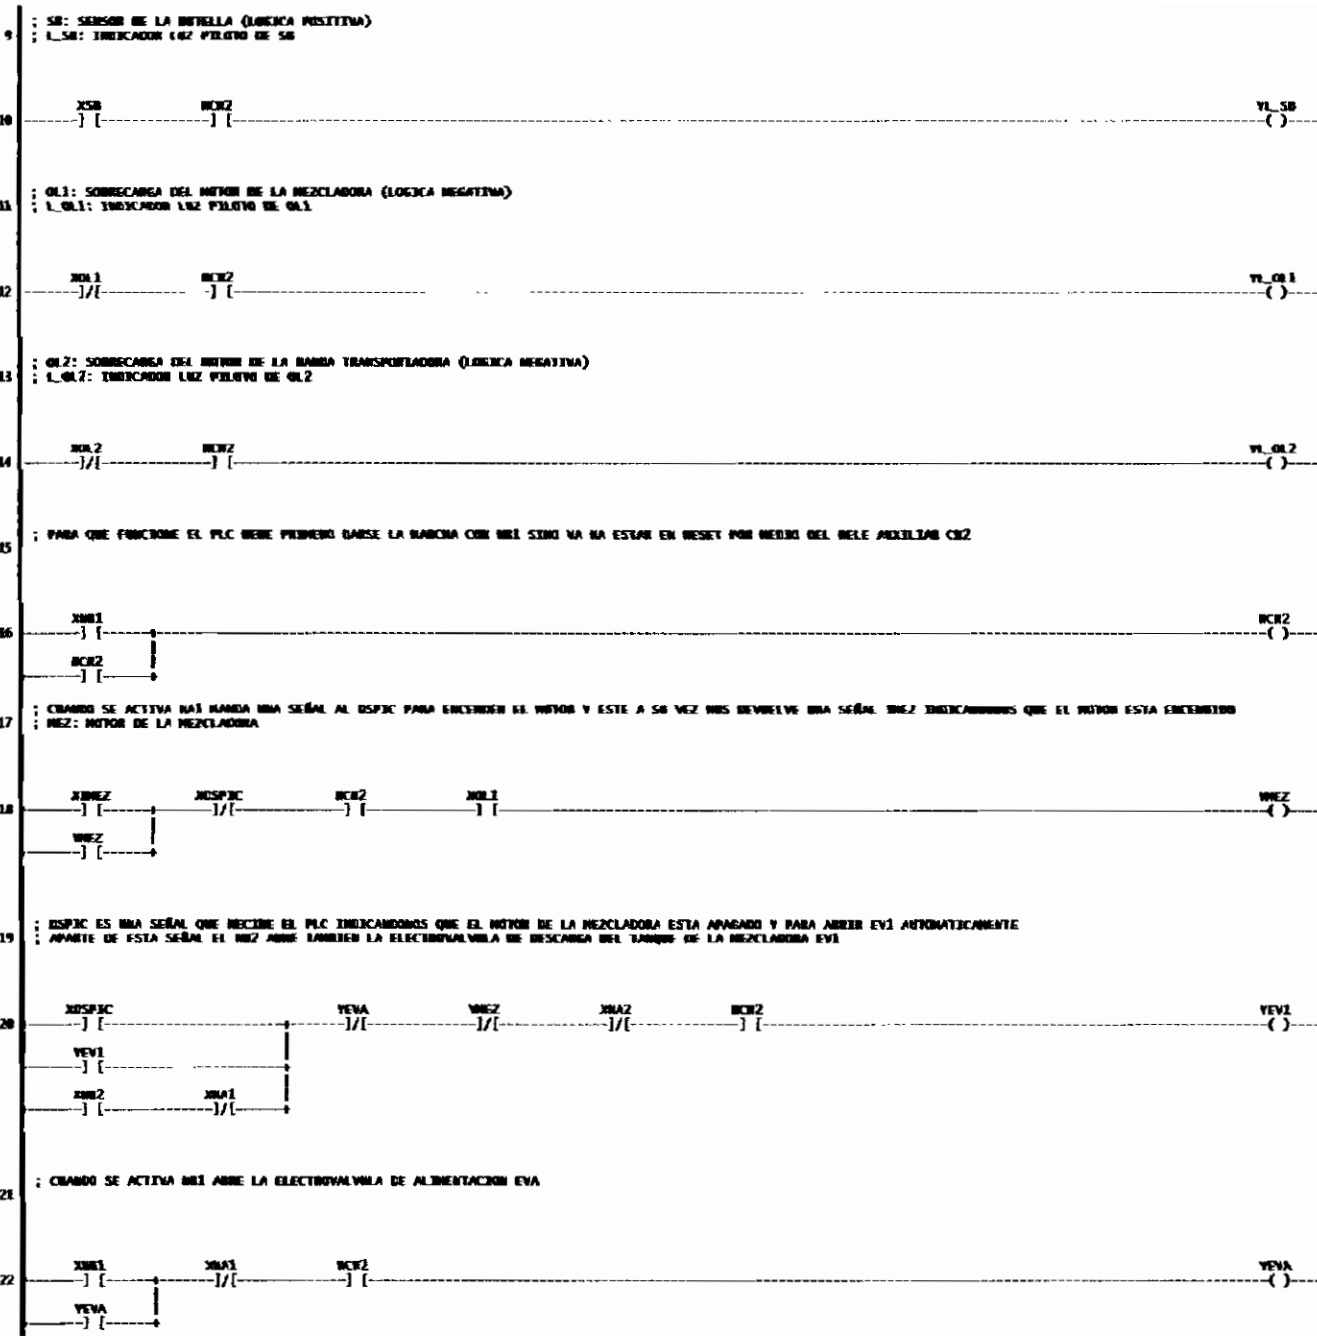 ; SB: SENSOR DE LA BOTELLA (LOGICA POSITIVA)
9 ; L_SB: INDICADOR LUZ PILOTO DE SB
XSB MCR2 YL_SB
10 ] [ ] [ ( )
; OL1: SOBRECARGA DEL MOTOR DE LA MEZCLADORA (LOGICA NEGATIVA)
11 ; L_OL1: INDICADOR LUZ PILOTO DE OL1
XOL1 MCR2 YL_OL1
12 ]/[ ] [ ( )
; OL2: SOBRECARGA DEL MOTOR DE LA BANDA TRANSPORTADORA (LOGICA NEGATIVA)
13 ; L_OL2: INDICADOR LUZ PILOTO DE OL2
XOL2 MCR2 YL_OL2
14 ]/[ ] [ ( )
; PARA QUE FUNCIONE EL PLC DEBE PRIMERO DARSE LA MARCHA CON NB1 SINO VA HA ESTAR EN RESET POR MEDIO DEL RELE AUXILIAR CR2
15
XNB1 MCR2
16 ] [ ( )
MCR2
] [
; CUANDO SE ACTIVA NA1 MANDA UNA SEÑAL AL DSPIC PARA ENCENDER EL MOTOR Y ESTE A SU VEZ NOS DEVUELVE UNA SEÑAL IMEZ INDICANDONOS QUE EL MOTOR ESTA ENCENDIDO
17 ; MEZ: MOTOR DE LA MEZCLADORA
XIMEZ XDSPIC MCR2 XOL1 YMEZ
18 ] [ ]/[ ] [ ] [ ( )
YMEZ
] [
; DSPIC ES UNA SEÑAL QUE RECIBE EL PLC INDICANDONOS QUE EL MOTOR DE LA MEZCLADORA ESTA APAGADO Y PARA ABRIR EV1 AUTOMATICAMENTE
19 ; APARTE DE ESTA SEÑAL EL NB2 ABRE TAMBIEN LA ELECTROVALVULA DE DESCARGA DEL TANQUE DE LA MEZCLADORA EV1
XDSPIC YEVA YMEZ XNA2 MCR2 YEV1
20 ] [ ]/[ ]/[ ]/[ ] [ ( )
YEV1
] [
XNB2 XNA1
] [ ]/[
; CUANDO SE ACTIVA NB1 ABRE LA ELECTROVALVULA DE ALIMENTACION EVA
21
XNB1 XNA1 MCR2 YEVA
22 ] [ ]/[ ] [ ( )
YEVA
] [